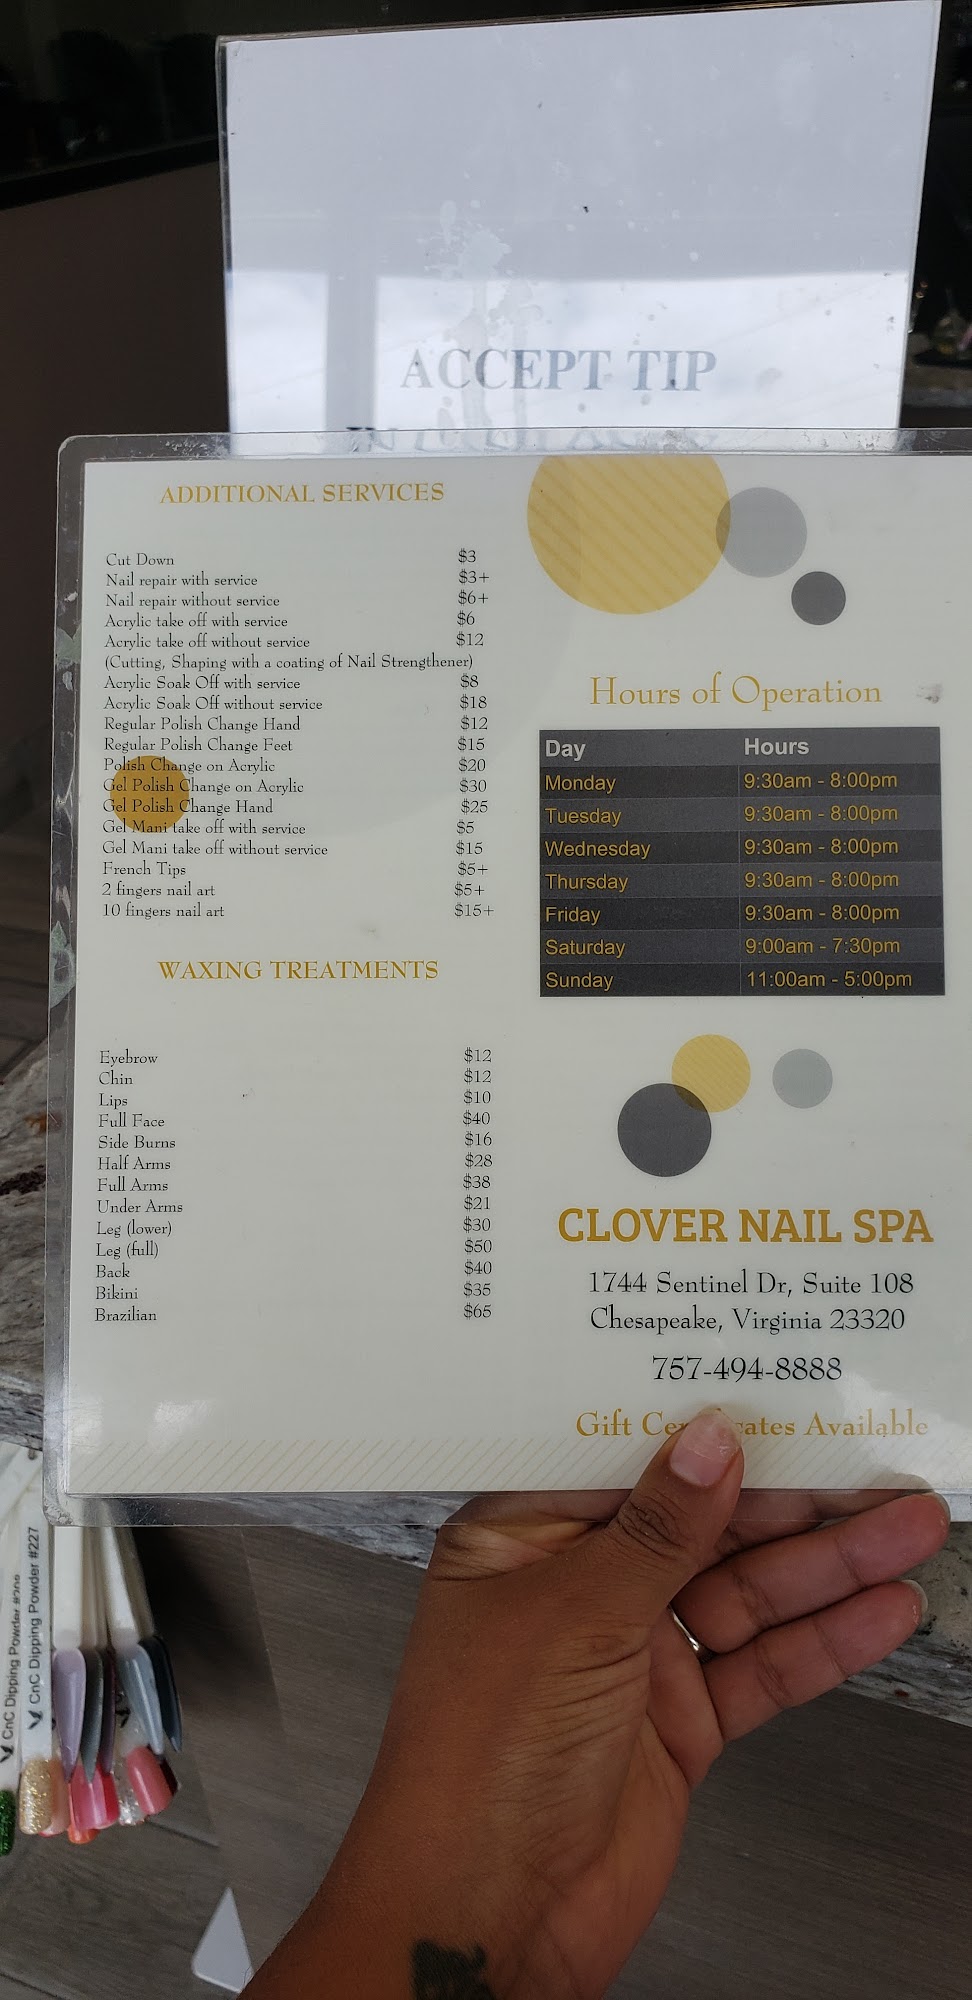 ACCEPT TIP
ADDITIONAL SERVICES
Cut Down $3
Nail repair with service $3+
Nail repair without service $6+
Acrylic take off with service $6
Acrylic take off without service $12
(Cutting, Shaping with a coating of Nail Strengthener)
Acrylic Soak Off with service $8
Acrylic Soak Off without service $18
Regular Polish Change Hand $12
Regular Polish Change Feet $15
Polish Change on Acrylic $20
Gel Polish Change on Acrylic $30
Gel Polish Change Hand $25
Gel Mani take off with service $5
Gel Mani take off without service $15
French Tips $5+
2 fingers nail art $5+
10 fingers nail art $15+
WAXING TREATMENTS
Eyebrow $12
Chin $12
Lips $10
Full Face $40
Side Burns $16
Half Arms $28
Full Arms $38
Under Arms $21
Leg (lower) $30
Leg (full) $50
Back $40
Bikini $35
Brazilian $65
Hours of Operation
Day Hours
Monday 9:30am - 8:00pm
Tuesday 9:30am - 8:00pm
Wednesday 9:30am - 8:00pm
Thursday 9:30am - 8:00pm
Friday 9:30am - 8:00pm
Saturday 9:00am - 7:30pm
Sunday 11:00am - 5:00pm
CLOVER NAIL SPA
1744 Sentinel Dr, Suite 108
Chesapeake, Virginia 23320
757-494-8888
Gift Certificates Available
CnC Dipping Powder
CnC Dipping Powder #227